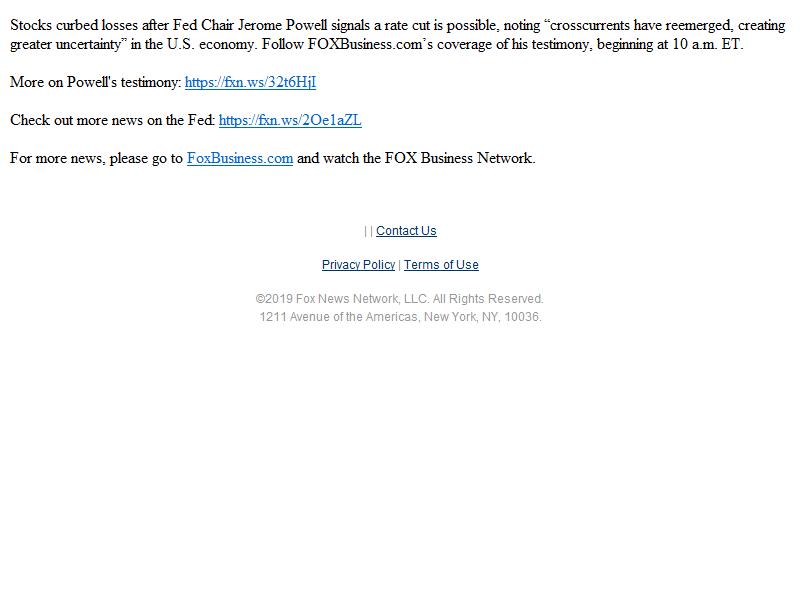 Stocks curbed losses after Fed Chair Jerome Powell signals a rate cut is possible, noting “crosscurrents have reemerged, creating
greater uncertainty” in the U.S. economy. Follow FOXBusiness.com’s coverage of his testimony, beginning at 10 a.m. ET.
More on Powell's testimony: https://fxn.ws/32t6HjI
Check out more news on the Fed: https://fxn.ws/2Oe1aZL
For more news, please go to FoxBusiness.com and watch the FOX Business Network.
| | Contact Us
Privacy Policy | Terms of Use
©2019 Fox News Network, LLC. All Rights Reserved.
1211 Avenue of the Americas, New York, NY, 10036.